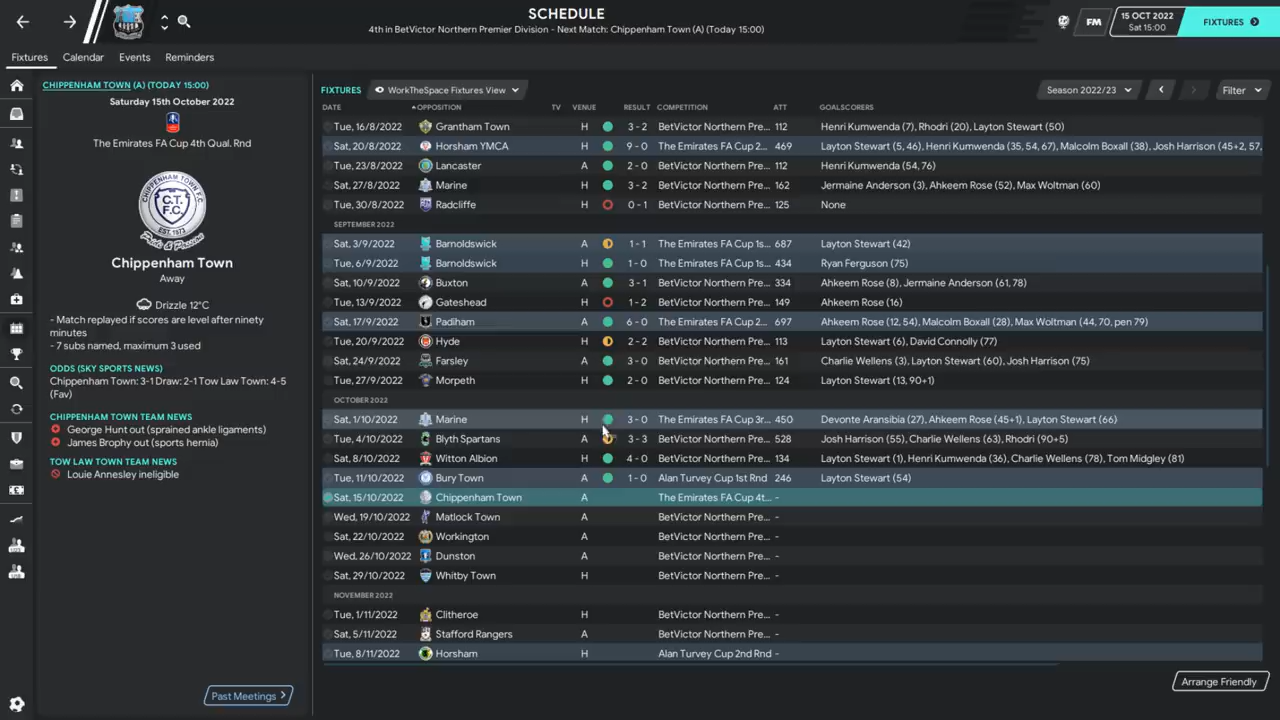 SCHEDULE
4th in BetVictor Northern Premier Division - Next Match: Chippenham Town (A) (Today 15:00)
FM
15 OCT 2022
Sat 15:00
FIXTURES
Fixtures Calendar Events Reminders
CHIPPENHAM TOWN (A) (TODAY 15:00)
Saturday 15th October 2022
The Emirates FA Cup 4th Qual. Rnd
CHIPPENHAM TOWN F.C.
C.T.
F.C.
EST. 1873
Pride & Passion
Chippenham Town
Away
Drizzle 12°C
- Match replayed if scores are level after ninety
minutes
- 7 subs named, maximum 3 used
ODDS (SKY SPORTS NEWS)
Chippenham Town: 3-1 Draw: 2-1 Tow Law Town: 4-5
(Fav)
CHIPPENHAM TOWN TEAM NEWS
George Hunt out (sprained ankle ligaments)
James Brophy out (sports hernia)
TOW LAW TOWN TEAM NEWS
Louie Annesley ineligible
Past Meetings
FIXTURES WorkTheSpace Fixtures View Season 2022/23 Filter
DATE OPPOSITION TV VENUE RESULT COMPETITION ATT GOALSCORERS
Tue, 16/8/2022 Grantham Town H 3 - 2 BetVictor Northern Pre... 112 Henri Kumwenda (7), Rhodri (20), Layton Stewart (50)
Sat, 20/8/2022 Horsham YMCA H 9 - 0 The Emirates FA Cup 2... 469 Layton Stewart (5, 46), Henri Kumwenda (35, 54, 67), Malcolm Boxall (38), Josh Harrison (45+2, 57,
Tue, 23/8/2022 Lancaster A 2 - 0 BetVictor Northern Pre... 112 Henri Kumwenda (54, 76)
Sat, 27/8/2022 Marine H 3 - 2 BetVictor Northern Pre... 162 Jermaine Anderson (3), Ahkeem Rose (52), Max Woltman (60)
Tue, 30/8/2022 Radcliffe H 0 - 1 BetVictor Northern Pre... 125 None
SEPTEMBER 2022
Sat, 3/9/2022 Barnoldswick A 1 - 1 The Emirates FA Cup 1s... 687 Layton Stewart (42)
Tue, 6/9/2022 Barnoldswick H 1 - 0 The Emirates FA Cup 1s... 434 Ryan Ferguson (75)
Sat, 10/9/2022 Buxton A 3 - 1 BetVictor Northern Pre... 334 Ahkeem Rose (8), Jermaine Anderson (61, 78)
Tue, 13/9/2022 Gateshead H 1 - 2 BetVictor Northern Pre... 149 Ahkeem Rose (16)
Sat, 17/9/2022 Padiham A 6 - 0 The Emirates FA Cup 2... 697 Ahkeem Rose (12, 54), Malcolm Boxall (28), Max Woltman (44, 70, pen 79)
Tue, 20/9/2022 Hyde H 2 - 2 BetVictor Northern Pre... 113 Layton Stewart (6), David Connolly (77)
Sat, 24/9/2022 Farsley A 3 - 0 BetVictor Northern Pre... 161 Charlie Wellens (3), Layton Stewart (60), Josh Harrison (75)
Tue, 27/9/2022 Morpeth H 2 - 0 BetVictor Northern Pre... 124 Layton Stewart (13, 90+1)
OCTOBER 2022
Sat, 1/10/2022 Marine H 3 - 0 The Emirates FA Cup 3r... 450 Devonte Aransibia (27), Ahkeem Rose (45+1), Layton Stewart (66)
Tue, 4/10/2022 Blyth Spartans A 3 - 3 BetVictor Northern Pre... 528 Josh Harrison (55), Charlie Wellens (63), Rhodri (90+5)
Sat, 8/10/2022 Witton Albion H 4 - 0 BetVictor Northern Pre... 134 Layton Stewart (1), Henri Kumwenda (36), Charlie Wellens (78), Tom Midgley (81)
Tue, 11/10/2022 Bury Town A 1 - 0 Alan Turvey Cup 1st Rnd 246 Layton Stewart (54)
Sat, 15/10/2022 Chippenham Town A The Emirates FA Cup 4t... -
Wed, 19/10/2022 Matlock Town A BetVictor Northern Pre... -
Sat, 22/10/2022 Workington A BetVictor Northern Pre... -
Wed, 26/10/2022 Dunston A BetVictor Northern Pre... -
Sat, 29/10/2022 Whitby Town H BetVictor Northern Pre... -
NOVEMBER 2022
Tue, 1/11/2022 Clitheroe H BetVictor Northern Pre... -
Sat, 5/11/2022 Stafford Rangers A BetVictor Northern Pre... -
Tue, 8/11/2022 Horsham H Alan Turvey Cup 2nd Rnd -
Arrange Friendly